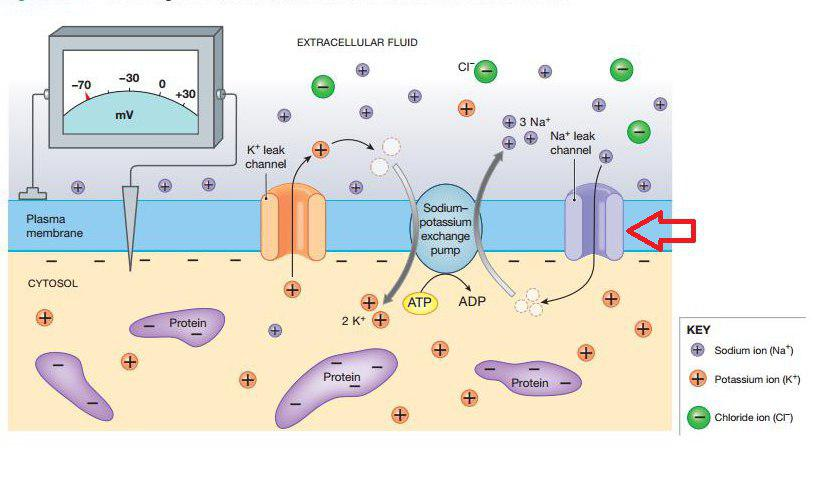 EXTRACELLULAR FLUID
-70
-30
0
+30
mV
Cl⁻
3 Na⁺
K⁺ leak
channel
Na⁺ leak
channel
Plasma
membrane
Sodium–
potassium
exchange
pump
CYTOSOL
ATP
ADP
2 K⁺
Protein
Protein
Protein
KEY
Sodium ion (Na⁺)
Potassium ion (K⁺)
Chloride ion (Cl⁻)